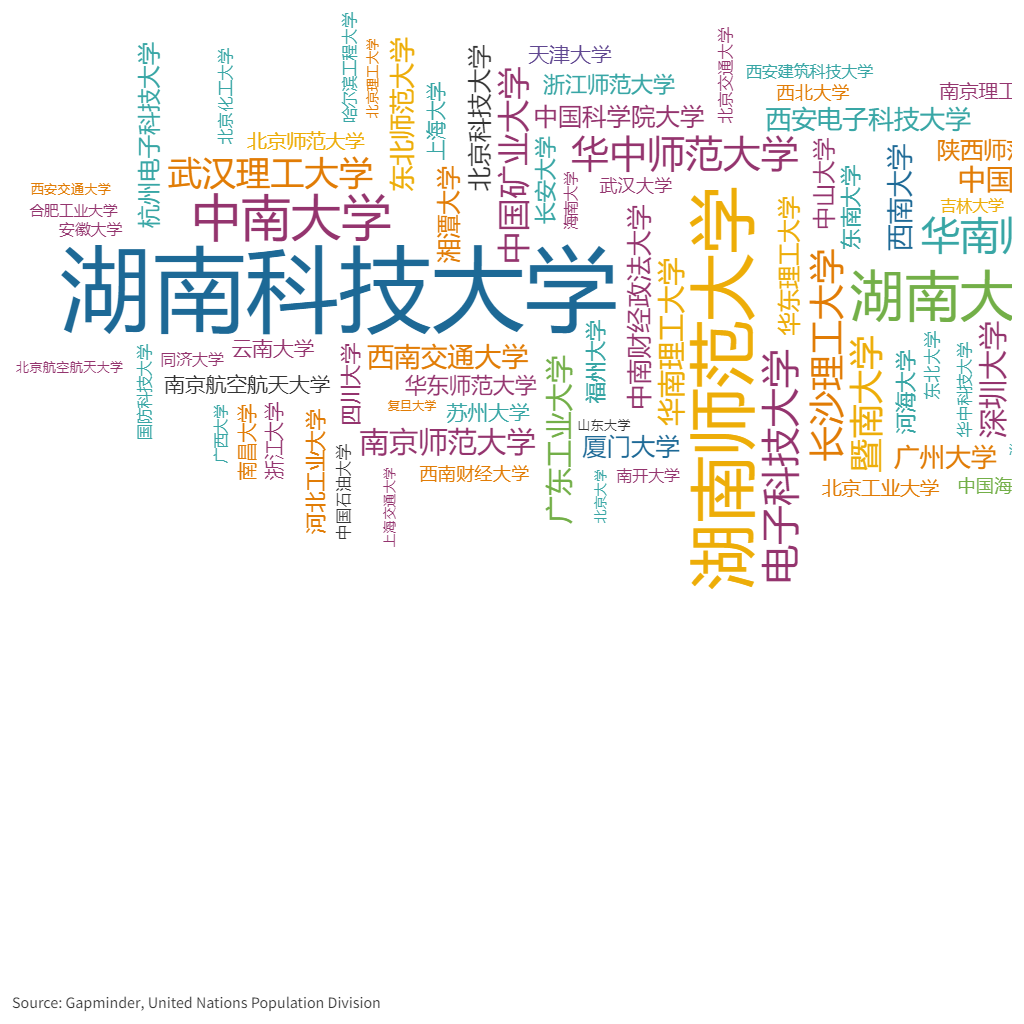 哈尔滨工程大学
北京理工大学
东北师范大学
杭州电子科技大学
北京化工大学
北京科技大学
天津大学
北京交通大学
西安建筑科技大学
中国矿业大学
浙江师范大学
上海大学
西北大学
南京理工
中国科学院大学
西安电子科技大学
北京师范大学
长安大学
华中师范大学
中山大学
西南大学
陕西师范
武汉理工大学
湘潭大学
海南大学
武汉大学
东南大学
中国
西安交通大学
中南大学
湖南师范大学
华东理工大学
吉林大学
合肥工业大学
安徽大学
中南财经政法大学
华南师
湖南科技大学
华南理工大学
长沙理工大学
湖南大
福州大学
深圳大学
云南大学
同济大学
西南交通大学
暨南大学
东北大学
北京航空航天大学
国防科技大学
四川大学
广东工业大学
电子科技大学
河海大学
华中科技大学
南京航空航天大学
华东师范大学
复旦大学
苏州大学
广西大学
南昌大学
浙江大学
河北工业大学
山东大学
南京师范大学
厦门大学
广州大学
中国石油大学
西南财经大学
上海交通大学
北京大学
南开大学
北京工业大学
中国海
Source: Gapminder, United Nations Population Division